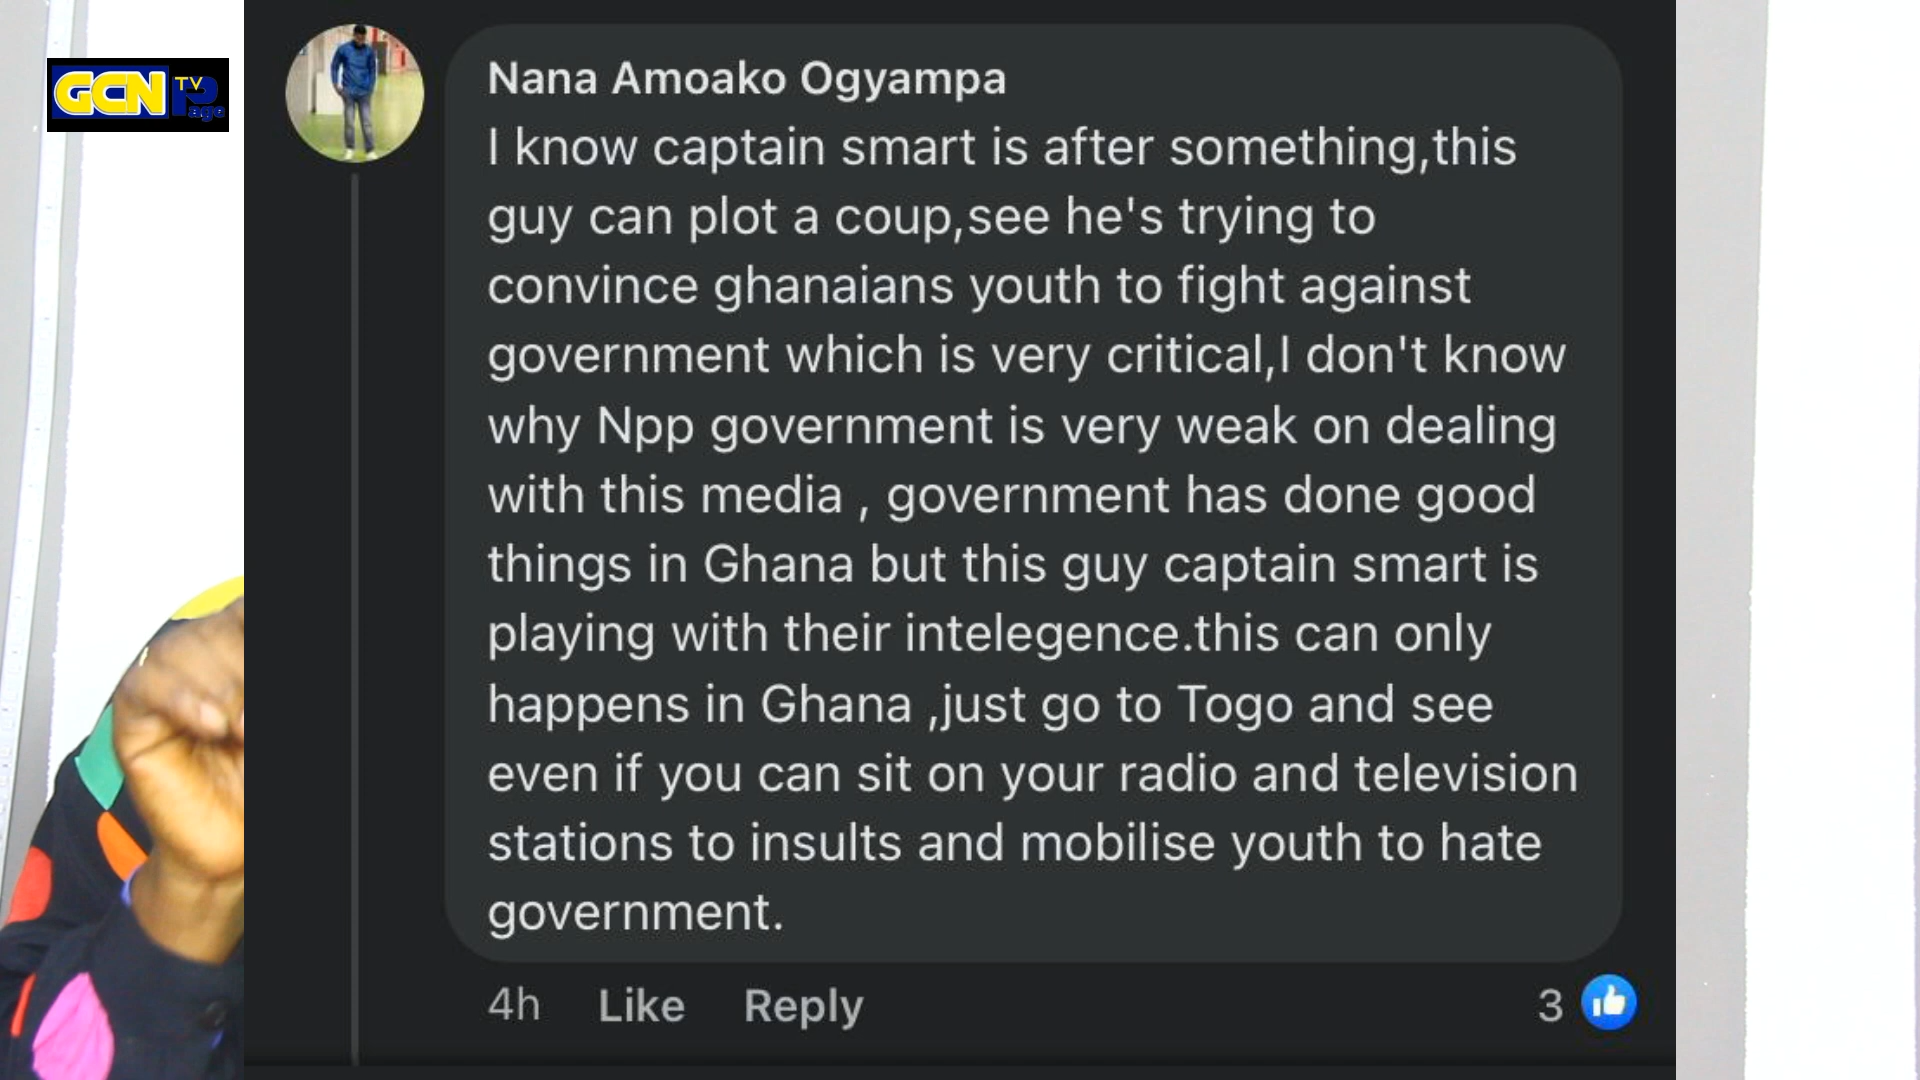 GCN TV Page
Nana Amoako Ogyampa
I know captain smart is after something,this
guy can plot a coup,see he's trying to
convince ghanaians youth to fight against
government which is very critical,I don't know
why Npp government is very weak on dealing
with this media , government has done good
things in Ghana but this guy captain smart is
playing with their intelegence.this can only
happens in Ghana ,just go to Togo and see
even if you can sit on your radio and television
stations to insults and mobilise youth to hate
government.
4h Like Reply 3